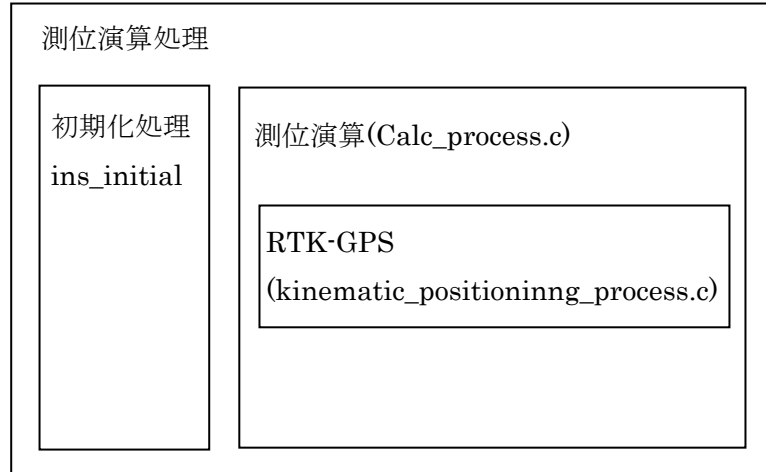 測位演算処理
初期化処理
ins_initial
測位演算(Calc_process.c)
RTK-GPS
(kinematic_positioninng_process.c)